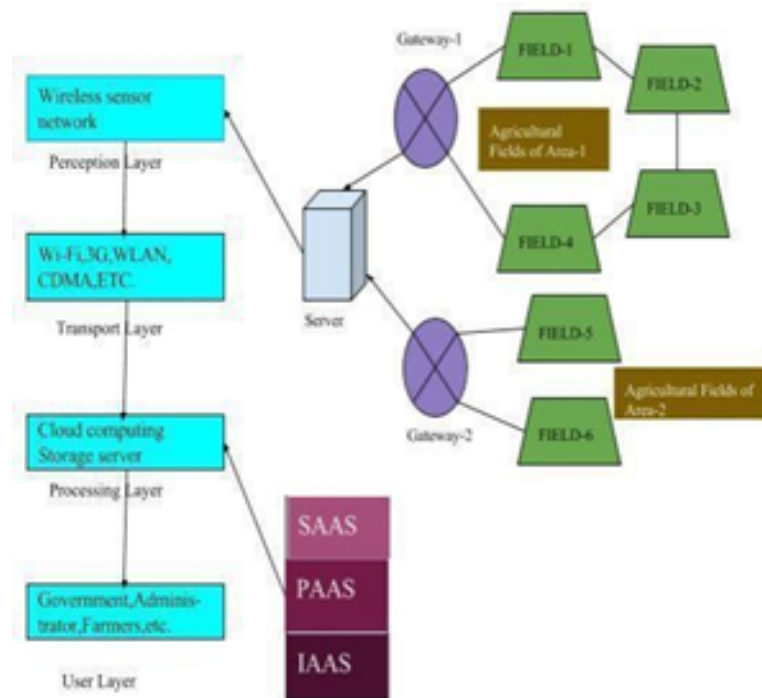 Gateway-1
FIELD-1
FIELD-2
Wireless sensor
network
Agricultural
Fields of Area-1
Perception Layer
FIELD-3
FIELD-4
Wi-Fi,3G,WLAN,
CDMA,ETC.
Server
Transport Layer
FIELD-5
Agricultural Fields of
Area-2
Cloud computing
Storage server
Gateway-2
FIELD-6
Processing Layer
SAAS
PAAS
Government,Adminis-
trator,Farmers,etc.
IAAS
User Layer